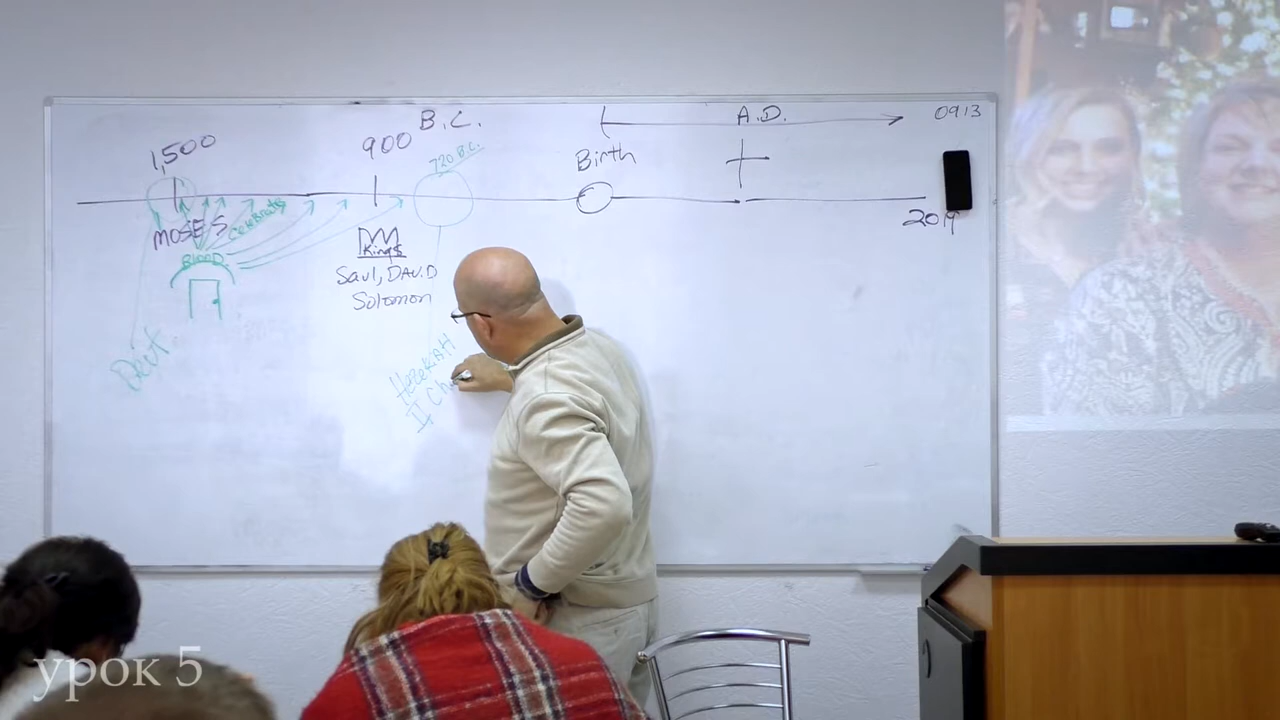 B.C.
A.D.
0913
1,500
900
720 B.C.
Birth
MOSES
Celebrate
2019
BLOOD
Kings
Saul, DAVID
Solomon
Deut
HEZEKIAH
II Ch
урок 5